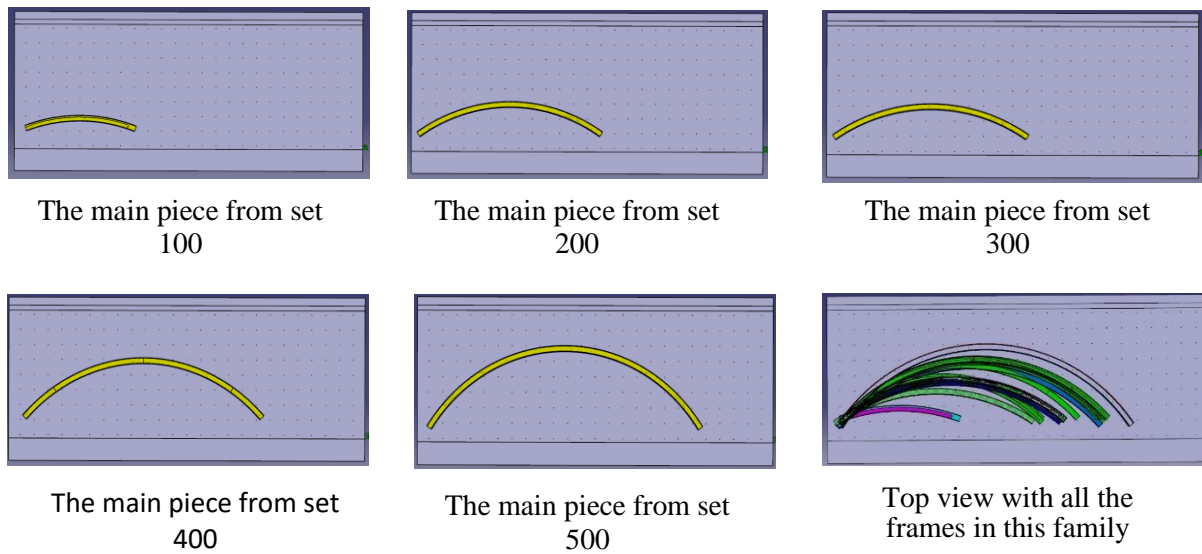 The main piece from set
100
The main piece from set
200
The main piece from set
300
The main piece from set
400
The main piece from set
500
Top view with all the
frames in this family